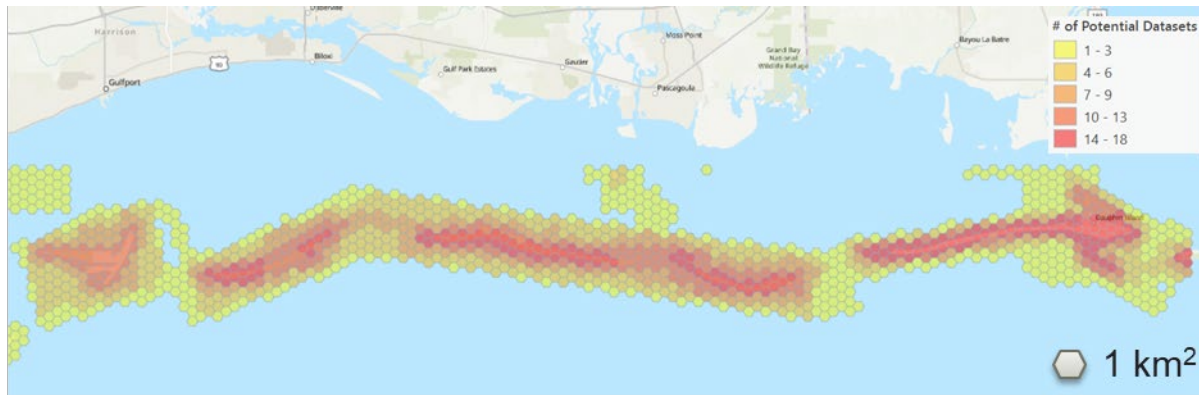 Harrison
90
Gulfport
Biloxi
Gulf Park Estates
Gautier
Moss Point
Pascagoula
Grand Bay
National
Wildlife Refuge
Bayou La Batre
Dauphin Island
# of Potential Datasets
1 - 3
4 - 6
7 - 9
10 - 13
14 - 18
1 km²